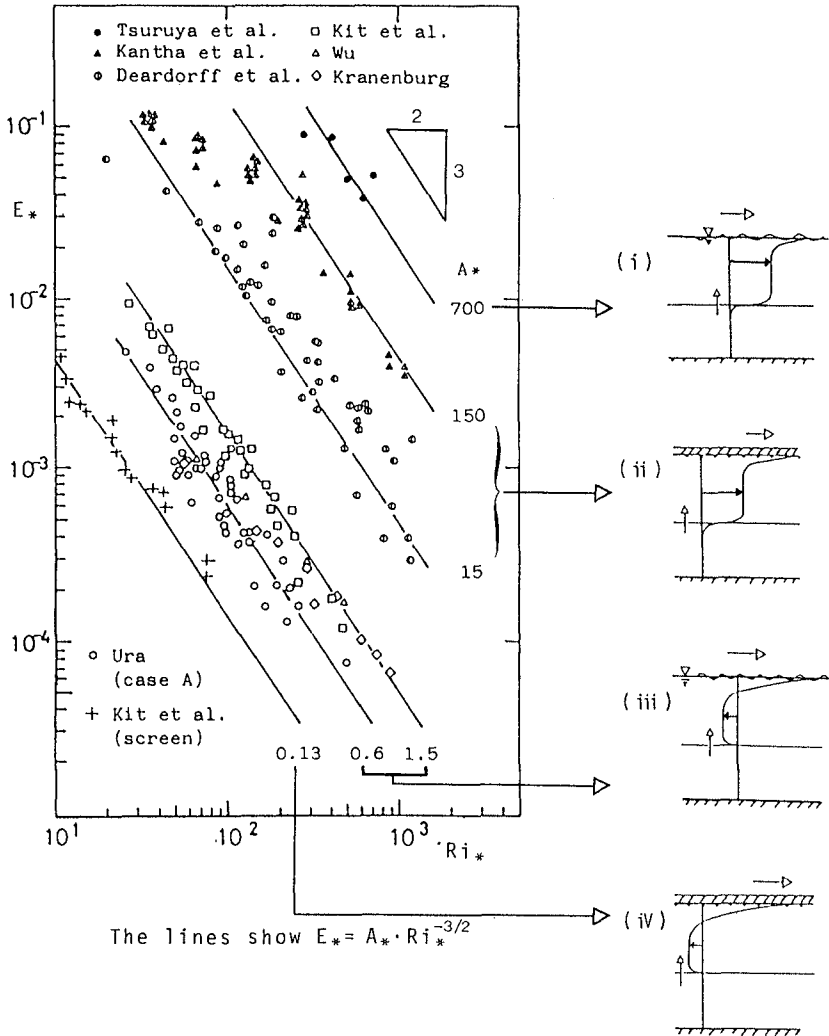 ● Tsuruya et al. □ Kit et al.
▲ Kantha et al. △ Wu
Deardorff et al. ◇ Kranenburg
2
3
10^-1
E*
10^-2
10^-3
10^-4
A*
700
150
15
○ Ura
(case A)
+ Kit et al.
(screen)
0.13 0.6 1.5
10^1 10^2 10^3
Ri*
The lines show E* = A*·Ri*^-3/2
(i)
(ii)
(iii)
(iV)